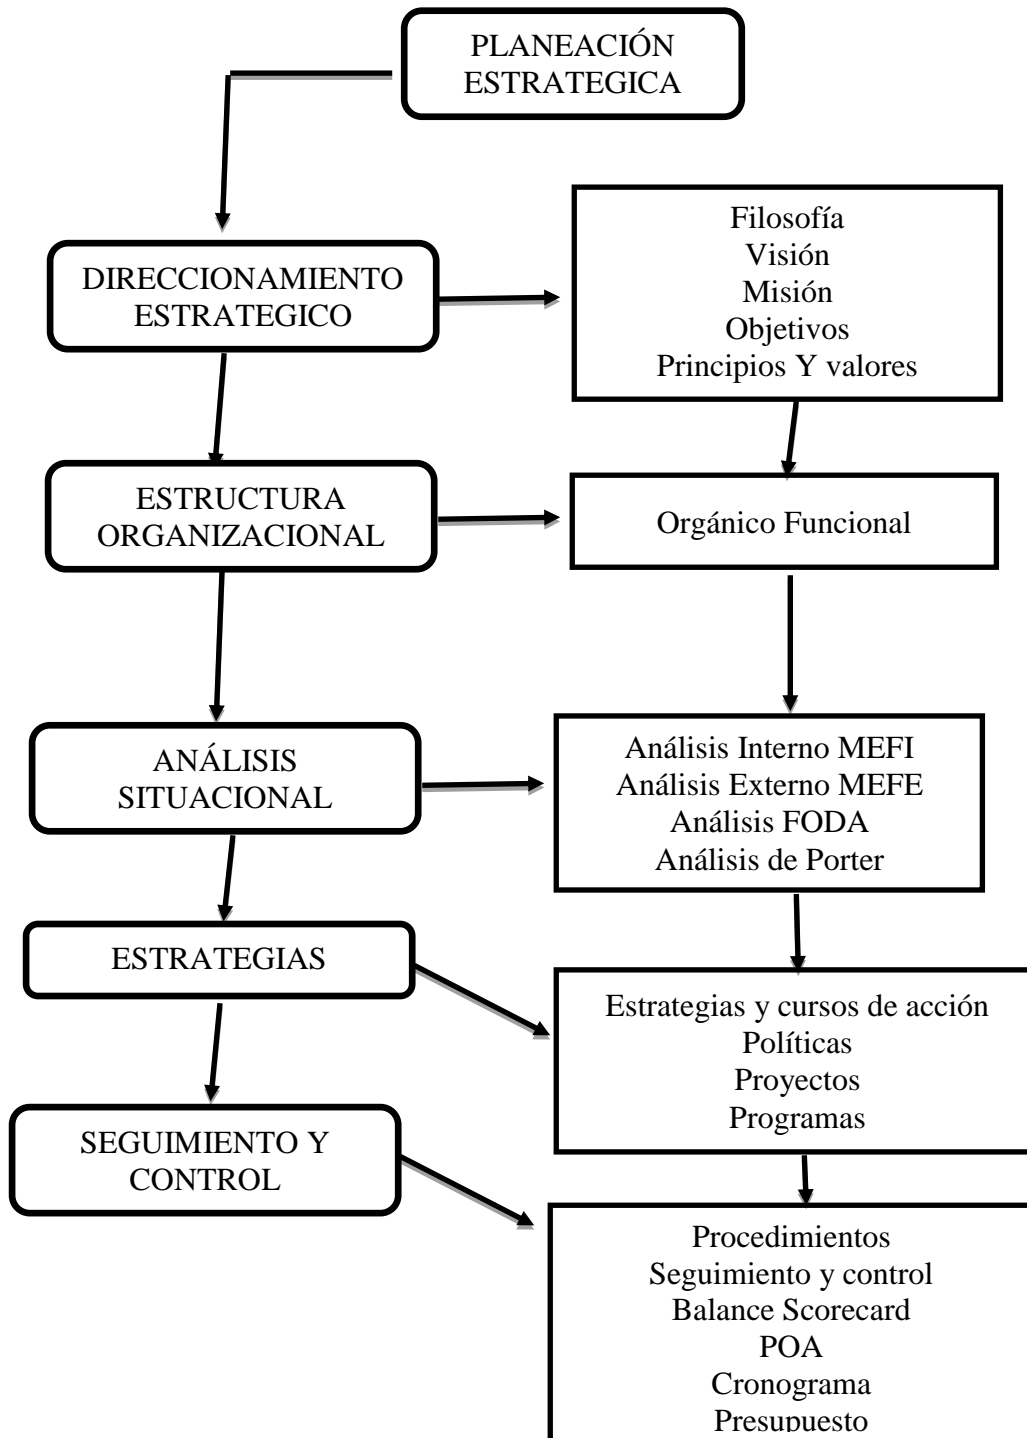 PLANEACIÓN
ESTRATEGICA
DIRECCIONAMIENTO
ESTRATEGICO
Filosofía
Visión
Misión
Objetivos
Principios Y valores
ESTRUCTURA
ORGANIZACIONAL
Orgánico Funcional
ANÁLISIS
SITUACIONAL
Análisis Interno MEFI
Análisis Externo MEFE
Análisis FODA
Análisis de Porter
ESTRATEGIAS
Estrategias y cursos de acción
Políticas
Proyectos
Programas
SEGUIMIENTO Y
CONTROL
Procedimientos
Seguimiento y control
Balance Scorecard
POA
Cronograma
Presupuesto